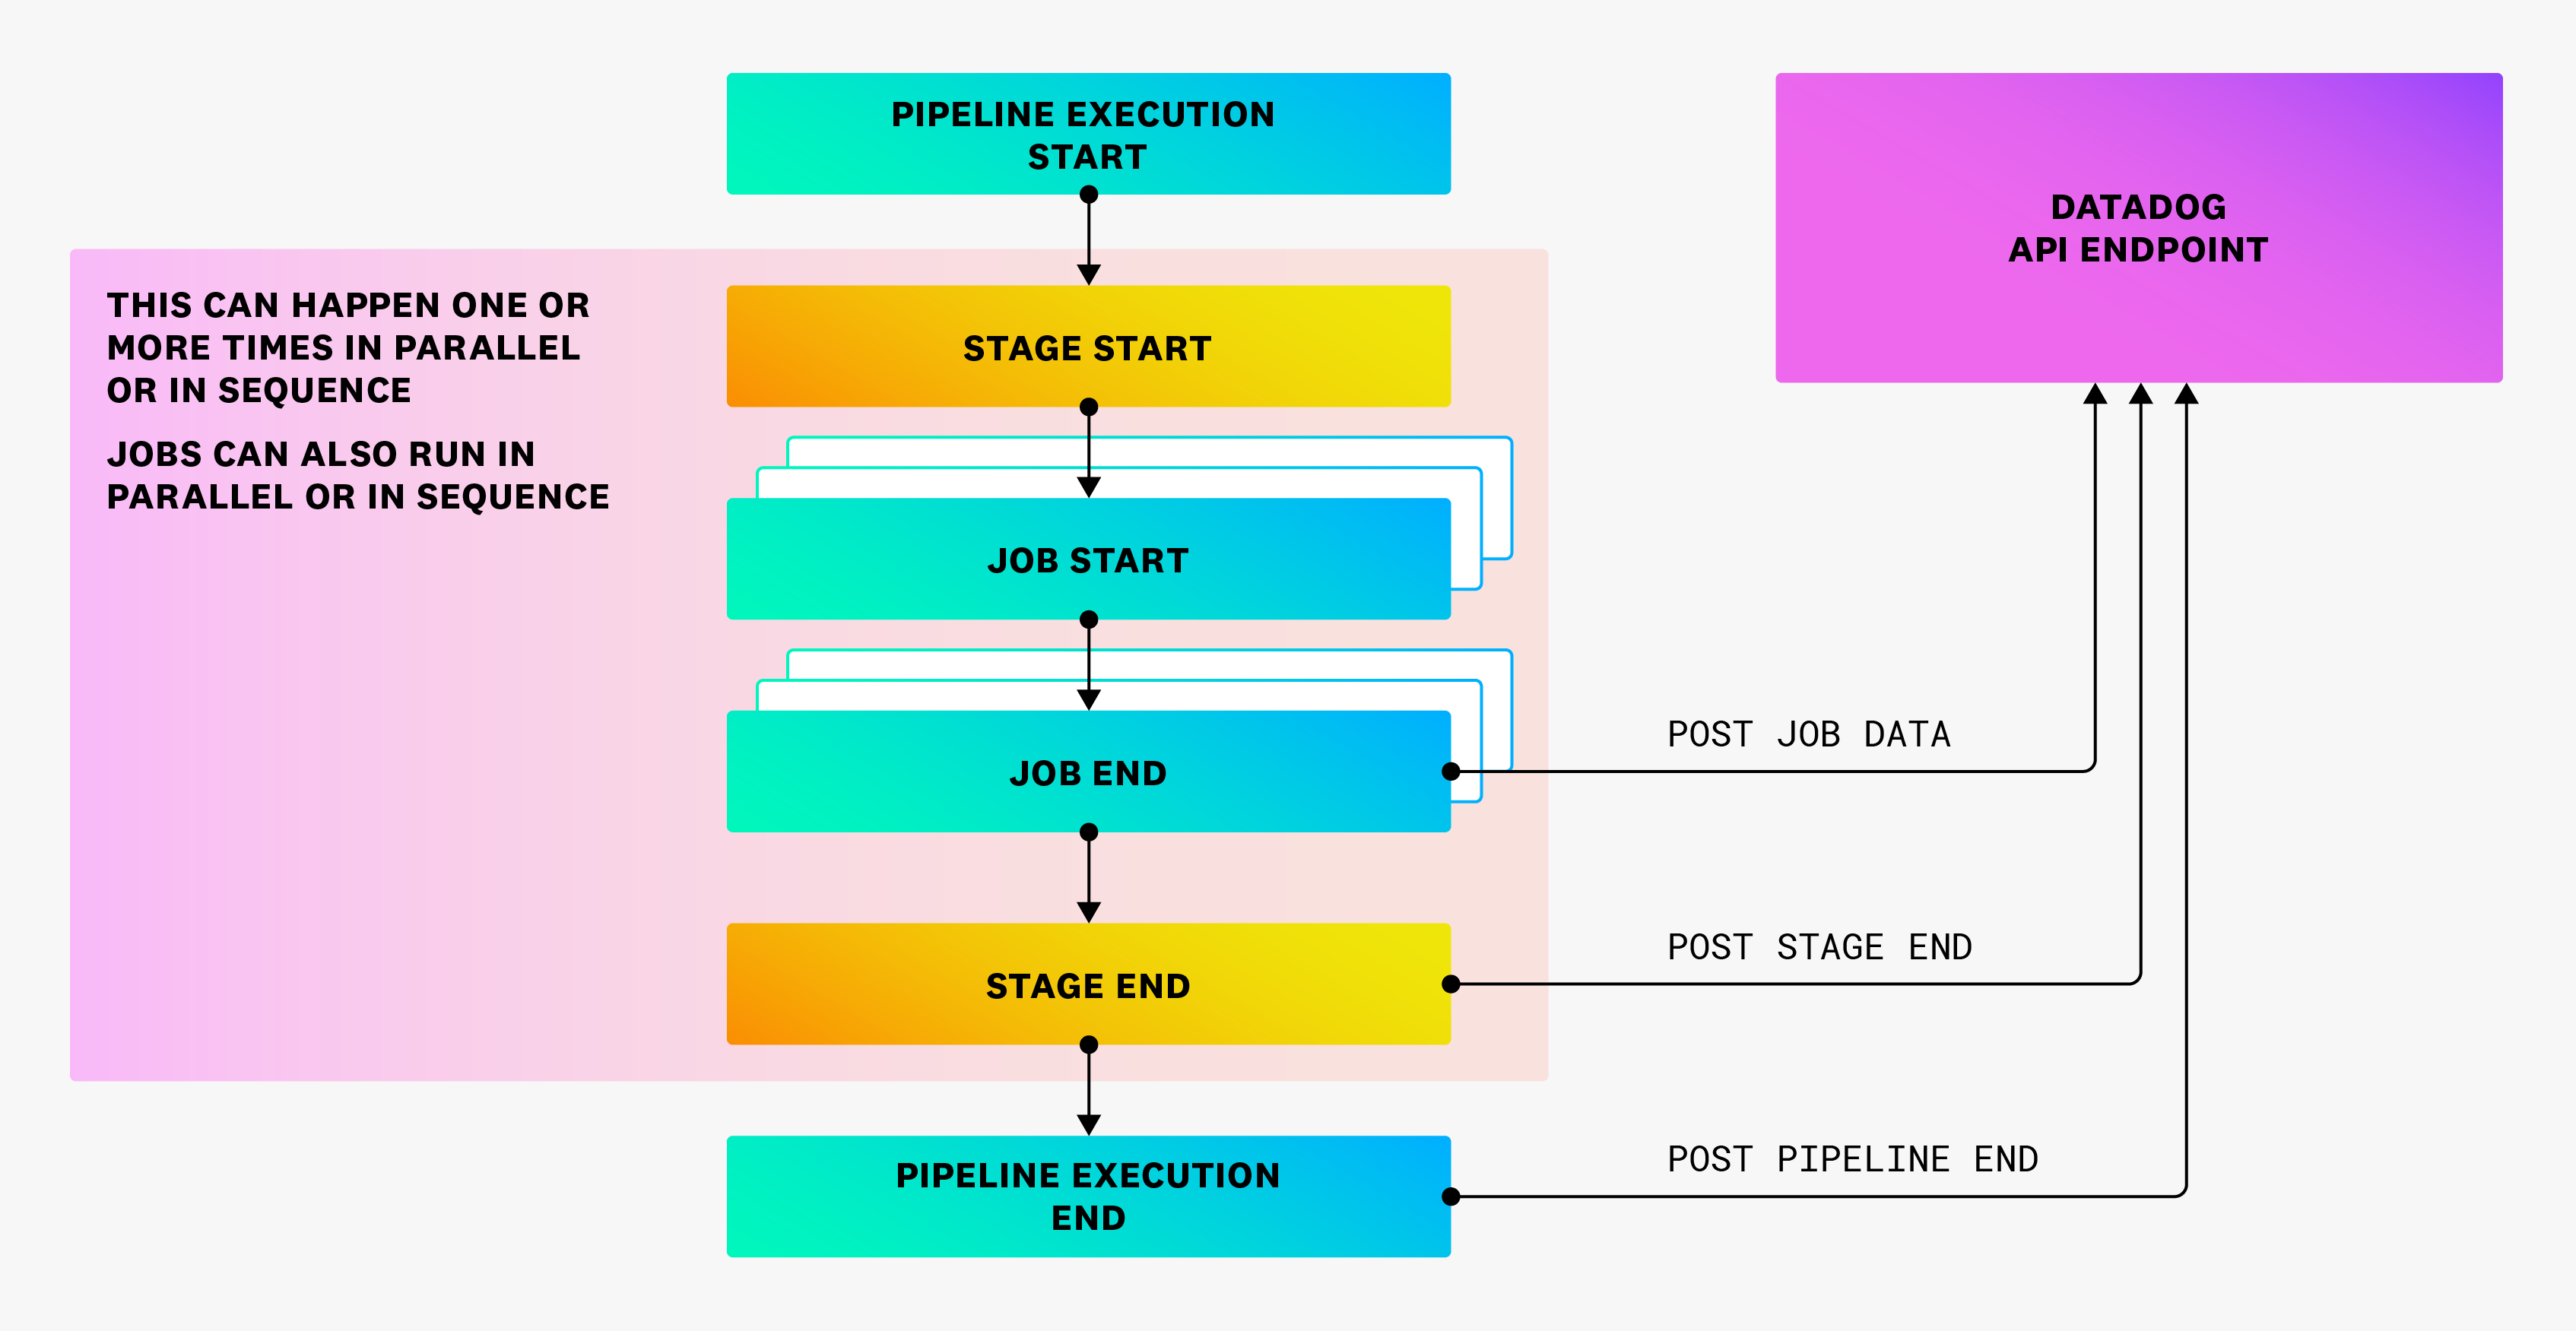 PIPELINE EXECUTION
START
DATADOG
API ENDPOINT
THIS CAN HAPPEN ONE OR
MORE TIMES IN PARALLEL
OR IN SEQUENCE
JOBS CAN ALSO RUN IN
PARALLEL OR IN SEQUENCE
STAGE START
JOB START
JOB END
POST JOB DATA
STAGE END
POST STAGE END
PIPELINE EXECUTION
END
POST PIPELINE END